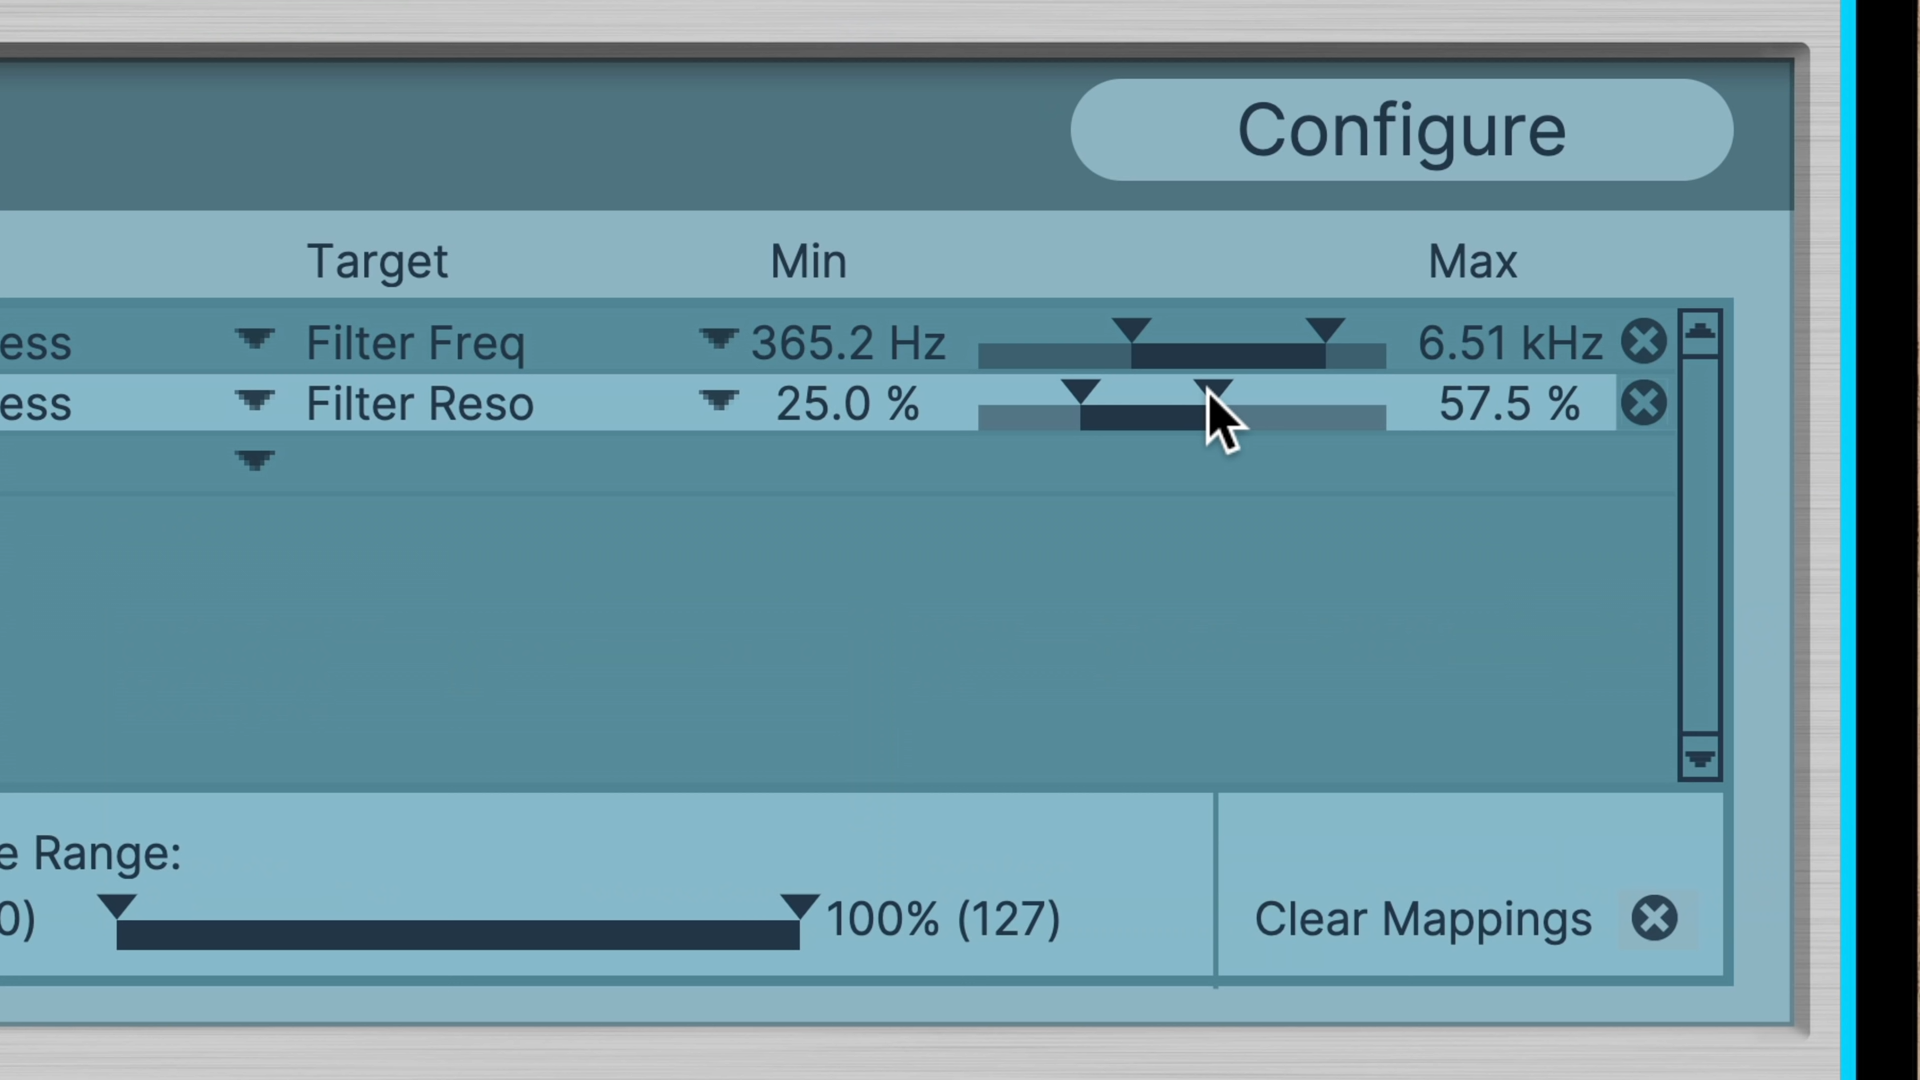 Configure
Target Min Max
ess Filter Freq 365.2 Hz 6.51 kHz
ess Filter Reso 25.0 % 57.5 %
e Range:
0) 100% (127) Clear Mappings